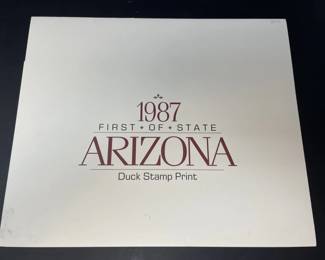 1987
FIRST • OF • STATE
ARIZONA
Duck Stamp Print